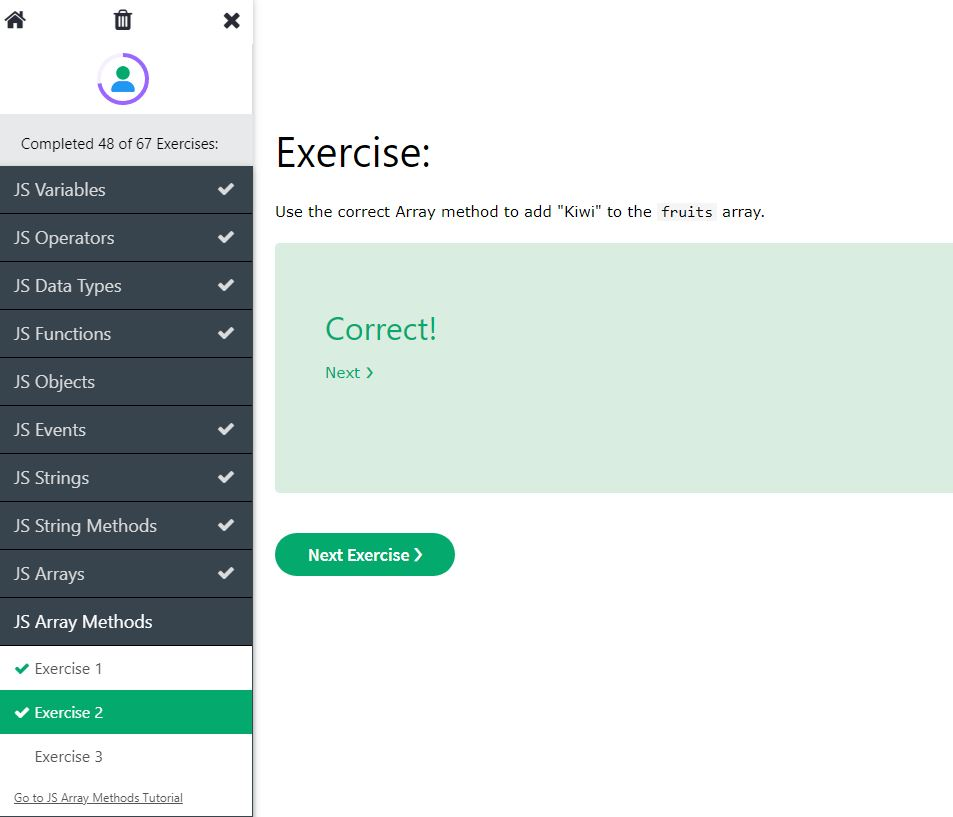 Completed 48 of 67 Exercises:
JS Variables
JS Operators
JS Data Types
JS Functions
JS Objects
JS Events
JS Strings
JS String Methods
JS Arrays
JS Array Methods
Exercise 1
Exercise 2
Exercise 3
Go to JS Array Methods Tutorial
Exercise:
Use the correct Array method to add "Kiwi" to the fruits array.
Correct!
Next ❯
Next Exercise ❯